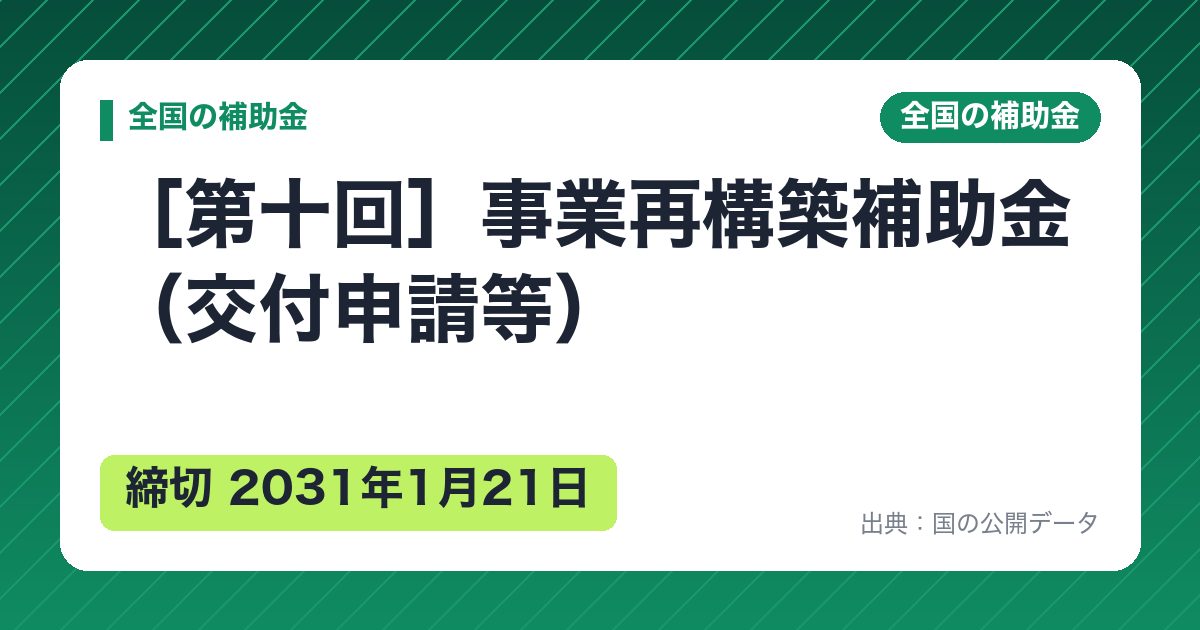 全国の補助金
全国の補助金
［第十回］事業再構築補助金
（交付申請等）
締切 2031年1月21日
出典：国の公開データ